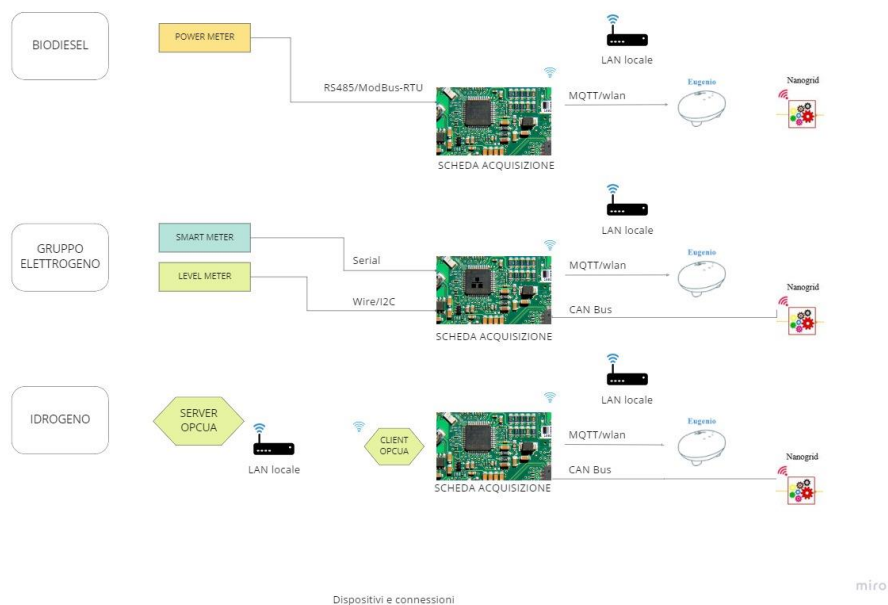 BIODIESEL
POWER METER
RS485/ModBus-RTU
SCHEDA ACQUISIZIONE
MQTT/wlan
LAN locale
Eugenio
Nanogrid
GRUPPO
ELETTROGENO
SMART METER
LEVEL METER
Serial
Wire/I2C
SCHEDA ACQUISIZIONE
MQTT/wlan
CAN Bus
LAN locale
Eugenio
Nanogrid
IDROGENO
SERVER
OPCUA
LAN locale
CLIENT
OPCUA
SCHEDA ACQUISIZIONE
MQTT/wlan
CAN Bus
LAN locale
Eugenio
Nanogrid
Dispositivi e connessioni
miro